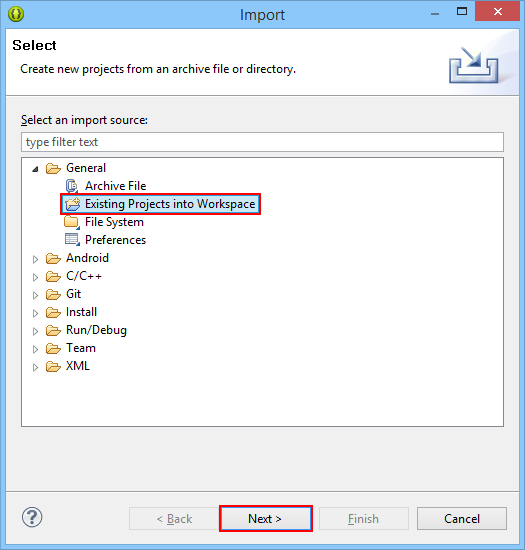 Import
Select
Create new projects from an archive file or directory.
Select an import source:
type filter text
General
Archive File
Existing Projects into Workspace
File System
Preferences
Android
C/C++
Git
Install
Run/Debug
Team
XML
?
< Back
Next >
Finish
Cancel